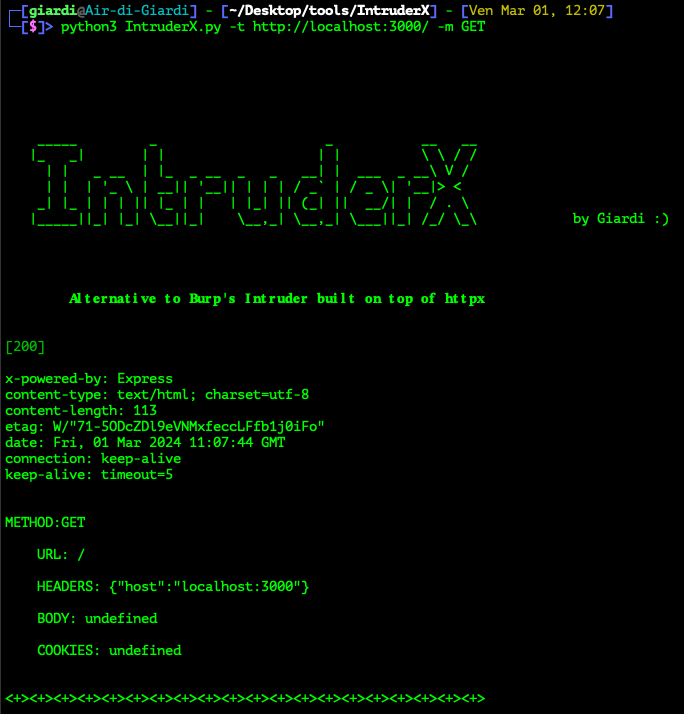 ┌─[giardi@Air-di-Giardi] - [~/Desktop/tools/IntruderX] - [Ven Mar 01, 12:07]
└─[$]> python3 IntruderX.py -t http://localhost:3000/ -m GET
IntruderX
by Giardi :)
Alternative to Burp's Intruder built on top of httpx
[200]
x-powered-by: Express
content-type: text/html; charset=utf-8
content-length: 113
etag: W/"71-5ODcZDl9eVNMxfeccLFfb1j0iFo"
date: Fri, 01 Mar 2024 11:07:44 GMT
connection: keep-alive
keep-alive: timeout=5
METHOD:GET
URL: /
HEADERS: {"host":"localhost:3000"}
BODY: undefined
COOKIES: undefined
<+><+><+><+><+><+><+><+><+><+><+><+><+><+><+><+><+><+><+><+>